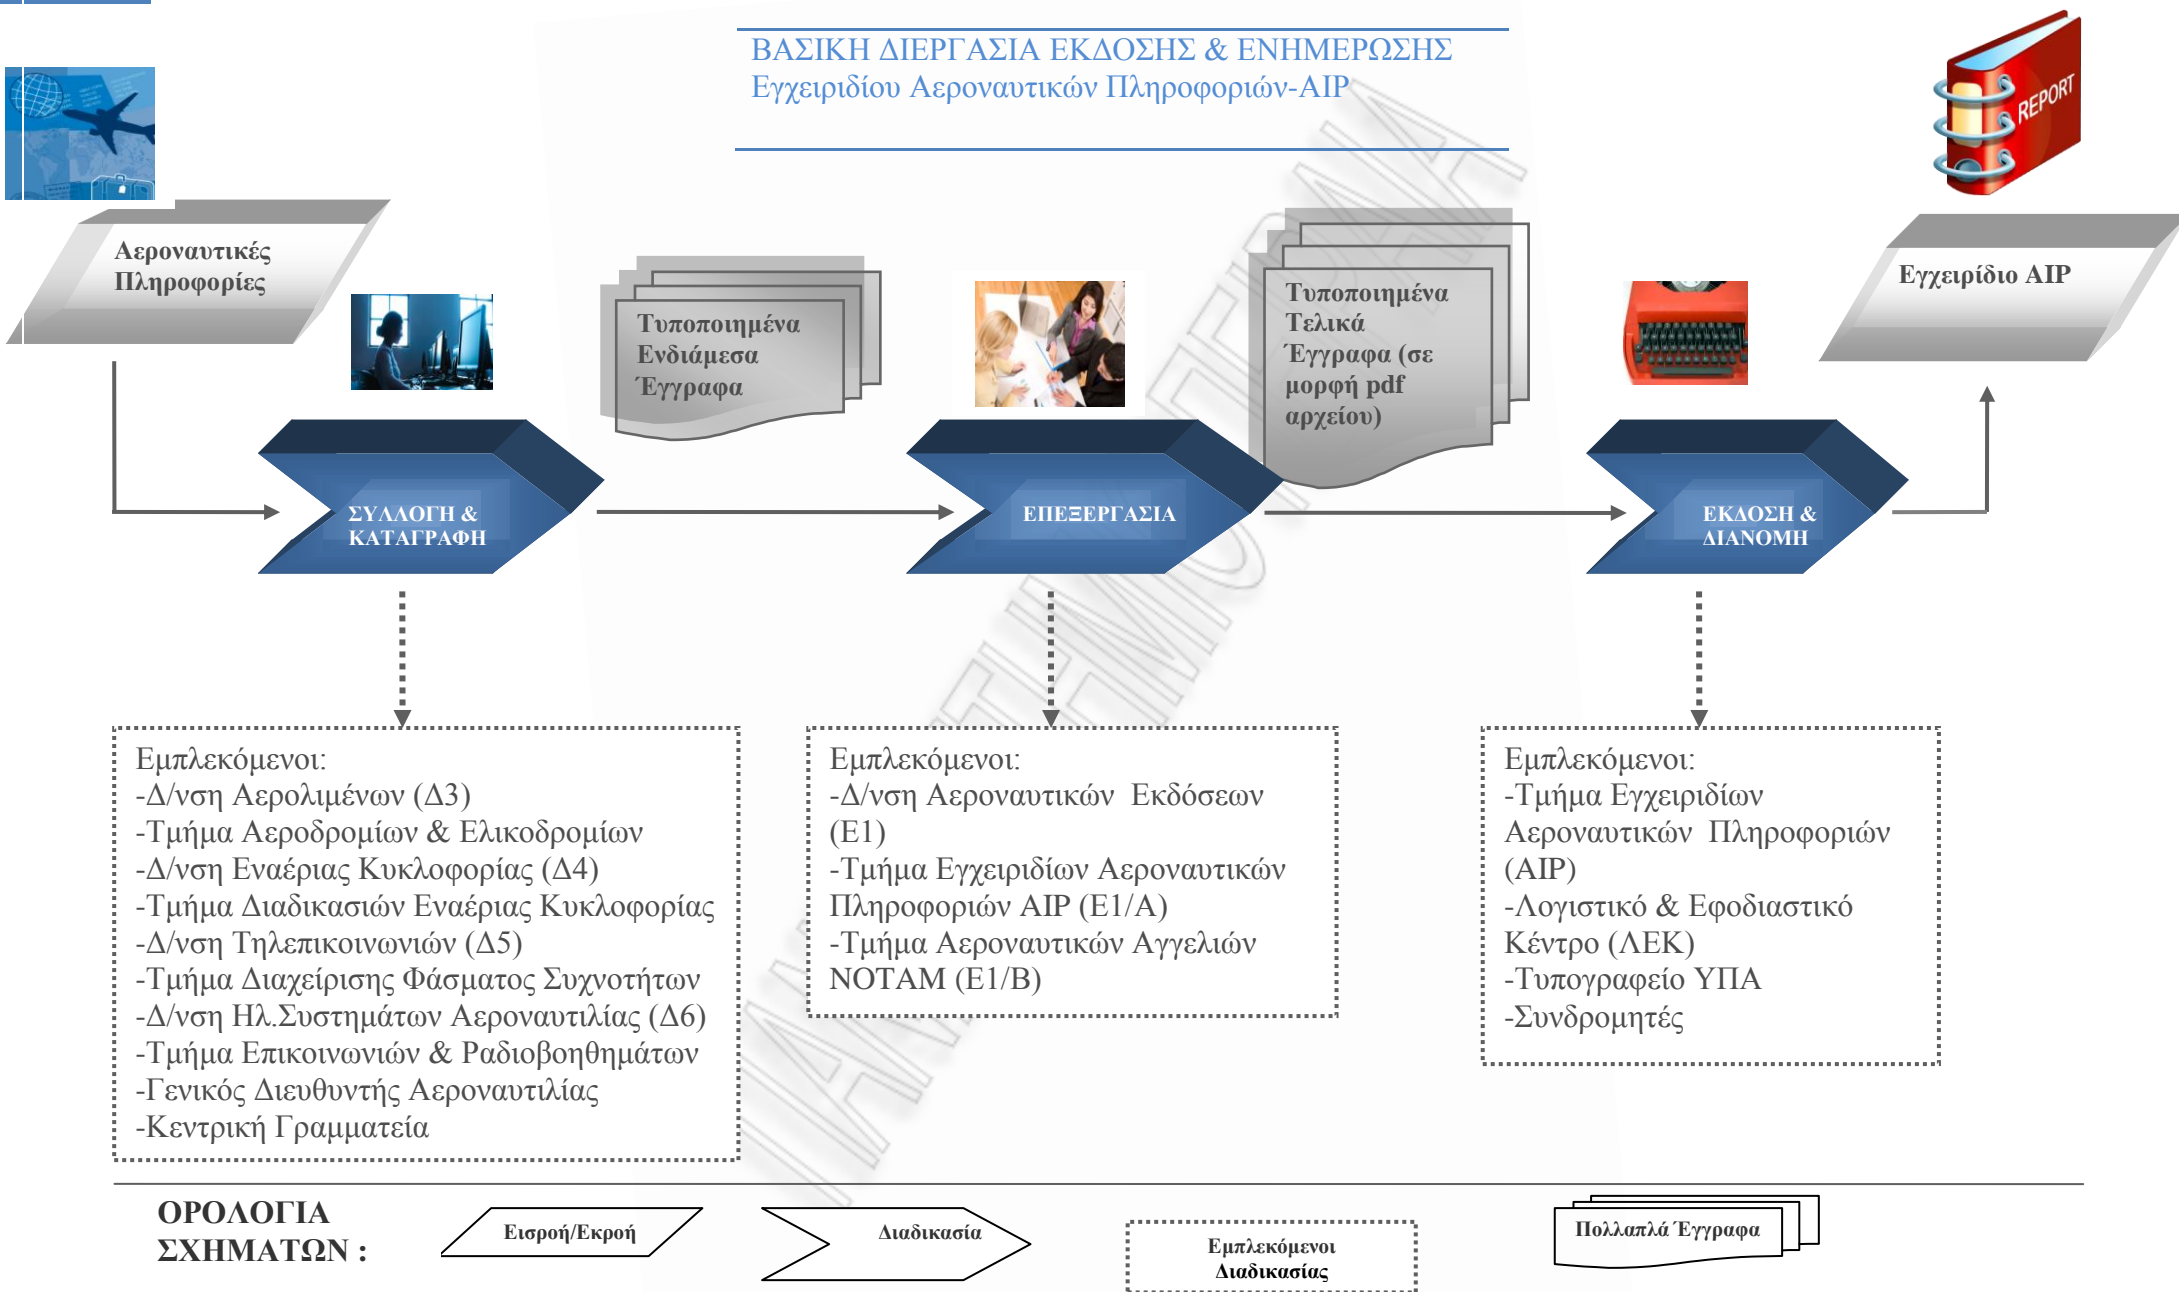 ΒΑΣΙΚΗ ΔΙΕΡΓΑΣΙΑ ΕΚΔΟΣΗΣ & ΕΝΗΜΕΡΩΣΗΣ
Εγχειριδίου Αεροναυτικών Πληροφοριών-AIP
REPORT
Αεροναυτικές
Πληροφορίες
Τυποποιημένα
Ενδιάμεσα
Έγγραφα
Τυποποιημένα
Τελικά
Έγγραφα (σε
μορφή pdf
αρχείου)
Εγχειρίδιο AIP
ΣΥΛΛΟΓΗ &
ΚΑΤΑΓΡΑΦΗ
ΕΠΕΞΕΡΓΑΣΙΑ
ΕΚΔΟΣΗ &
ΔΙΑΝΟΜΗ
Εμπλεκόμενοι:
-Δ/νση Αερολιμένων (Δ3)
-Τμήμα Αεροδρομίων & Ελικοδρομίων
-Δ/νση Εναέριας Κυκλοφορίας (Δ4)
-Τμήμα Διαδικασιών Εναέριας Κυκλοφορίας
-Δ/νση Τηλεπικοινωνιών (Δ5)
-Τμήμα Διαχείρισης Φάσματος Συχνοτήτων
-Δ/νση Ηλ.Συστημάτων Αεροναυτιλίας (Δ6)
-Τμήμα Επικοινωνιών & Ραδιοβοηθημάτων
-Γενικός Διευθυντής Αεροναυτιλίας
-Κεντρική Γραμματεία
Εμπλεκόμενοι:
-Δ/νση Αεροναυτικών Εκδόσεων
(Ε1)
-Τμήμα Εγχειριδίων Αεροναυτικών
Πληροφοριών AIP (Ε1/Α)
-Τμήμα Αεροναυτικών Αγγελιών
NOTAM (Ε1/Β)
Εμπλεκόμενοι:
-Τμήμα Εγχειριδίων
Αεροναυτικών Πληροφοριών
(AIP)
-Λογιστικό & Εφοδιαστικό
Κέντρο (ΛΕΚ)
-Τυπογραφείο ΥΠΑ
-Συνδρομητές
ΟΡΟΛΟΓΙΑ
ΣΧΗΜΑΤΩΝ :
Εισροή/Εκροή
Διαδικασία
Εμπλεκόμενοι
Διαδικασίας
Πολλαπλά Έγγραφα